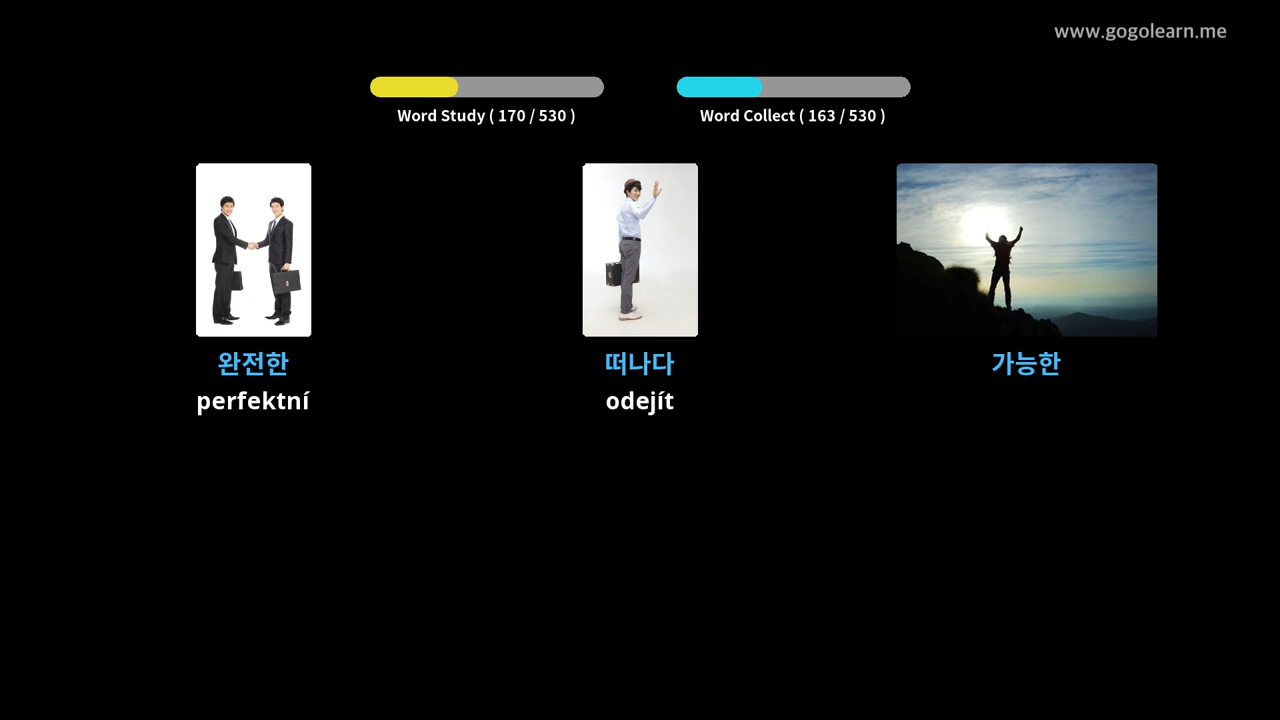 www.gogolearn.me
Word Study ( 170 / 530 )
Word Collect ( 163 / 530 )
완전한
perfektní
떠나다
odejít
가능한